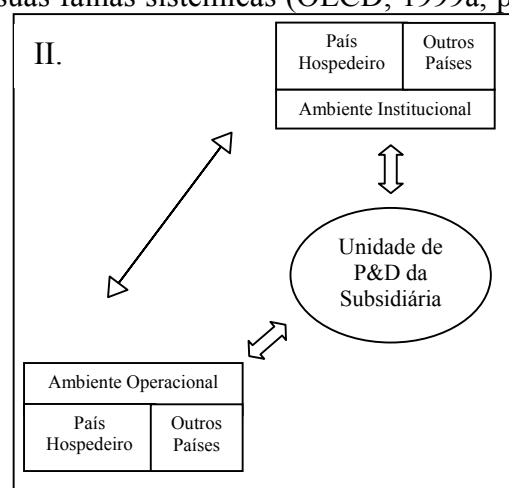 suas falhas sistêmicas (OECD, 1999a, p
II.
País Hospedeiro
Outros Países
Ambiente Institucional
Unidade de
P&D da
Subsidiária
Ambiente Operacional
País Hospedeiro
Outros Países